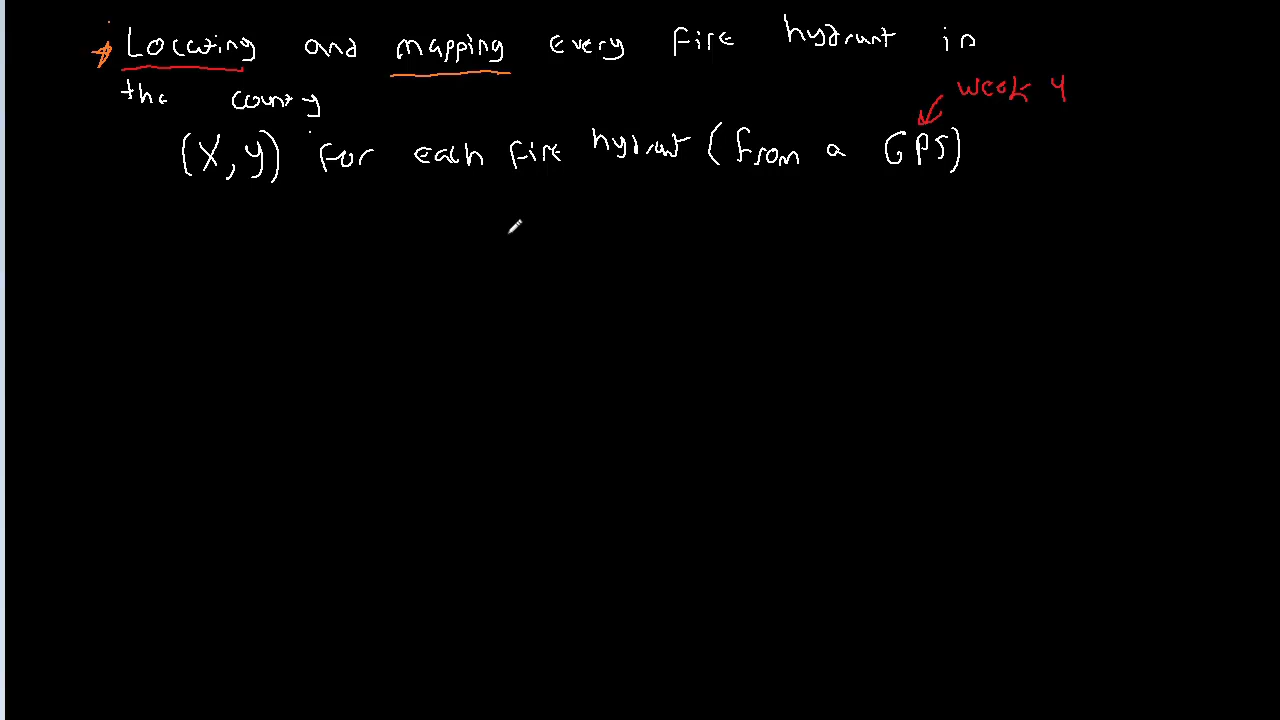 Locating and mapping every fire hydrant in
the county
week 4
(X, Y) for each fire hydrant (from a GPS)